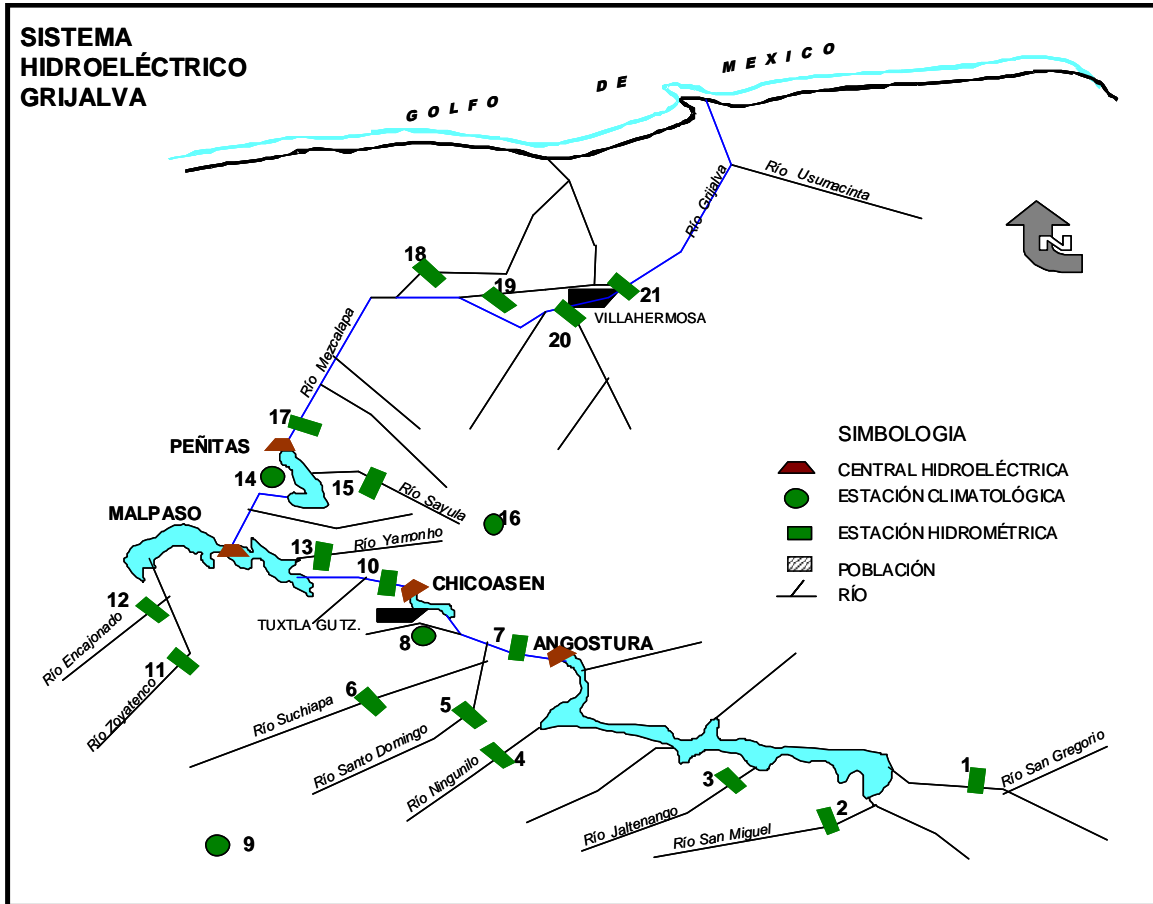 SISTEMA
HIDROELÉCTRICO
GRIJALVA
GOLFO DE MEXICO
Río Usumacinta
Río Grijalva
N
18
19
21
VILLAHERMOSA
20
Río Mezcalapa
17
PEÑITAS
14
15
Río Sayula
16
MALPASO
13
Río Yamonho
10
CHICOASEN
12
TUXTLA GUTZ.
8
7
ANGOSTURA
Río Encajonado
11
Río Zoyatenco
6
Río Suchiapa
5
Río Santo Domingo
4
Río Ningunilo
3
Río Jaltenango
2
Río San Miguel
1
Río San Gregorio
9
SIMBOLOGIA
CENTRAL HIDROELÉCTRICA
ESTACIÓN CLIMATOLÓGICA
ESTACIÓN HIDROMÉTRICA
POBLACIÓN
RÍO